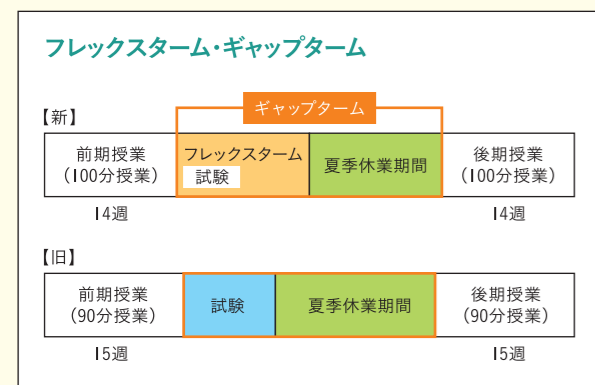 フレックスターム・ギャップターム
ギャップターム
【新】
前期授業
(100分授業)
フレックスターム
試験
夏季休業期間
後期授業
(100分授業)
14週
14週
【旧】
前期授業
(90分授業)
試験
夏季休業期間
後期授業
(90分授業)
15週
15週